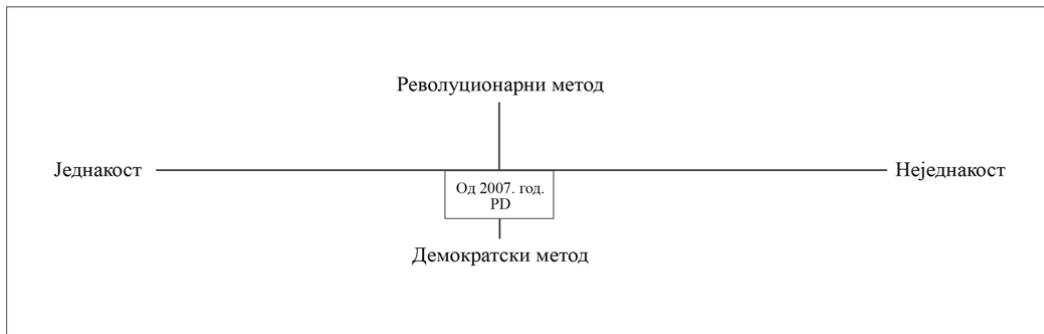 Револуционарни метод
Једнакост
Неједнакост
Од 2007. год.
PD
Демократски метод